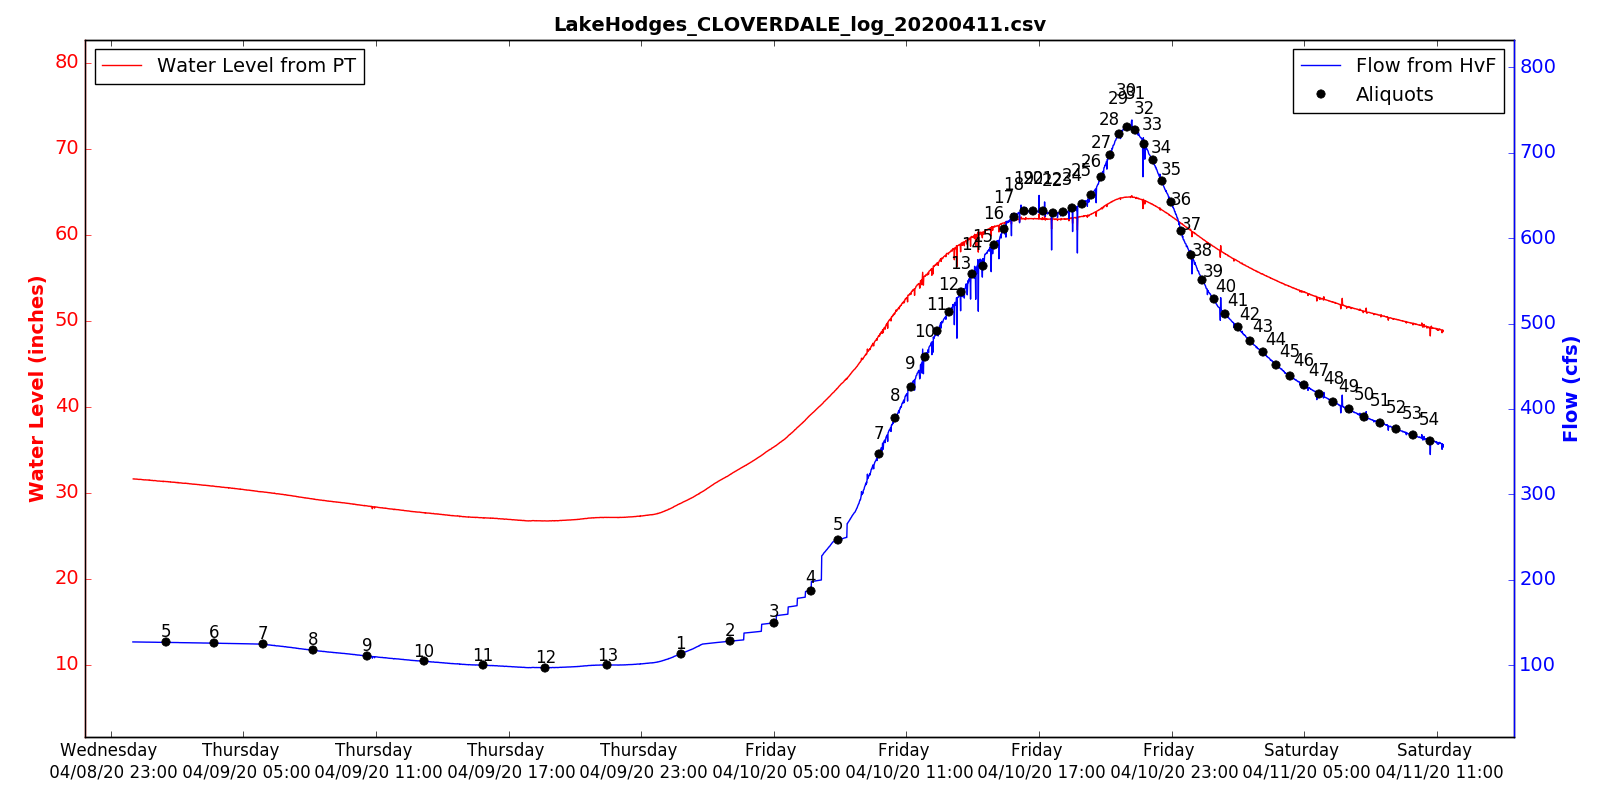 LakeHodges_CLOVERDALE_log_20200411.csv
Water Level from PT
Flow from HvF
Aliquots
Water Level (inches)
80
70
60
50
40
30
20
10
Flow (cfs)
800
700
600
500
400
300
200
100
5 6 7 8 9 10 11 12 13
1 2 3 4 5 7 8 9 10 11 12 13 14 15 16 17 18 19 20 21 22 23 24 25 26 27 28 29 30 31 32 33 34 35 36 37 38 39 40 41 42 43 44 45 46 47 48 49 50 51 52 53 54
Wednesday Thursday Thursday Thursday Thursday Friday Friday Friday Friday Saturday Saturday
04/08/20 23:00 04/09/20 05:00 04/09/20 11:00 04/09/20 17:00 04/09/20 23:00 04/10/20 05:00 04/10/20 11:00 04/10/20 17:00 04/10/20 23:00 04/11/20 05:00 04/11/20 11:00